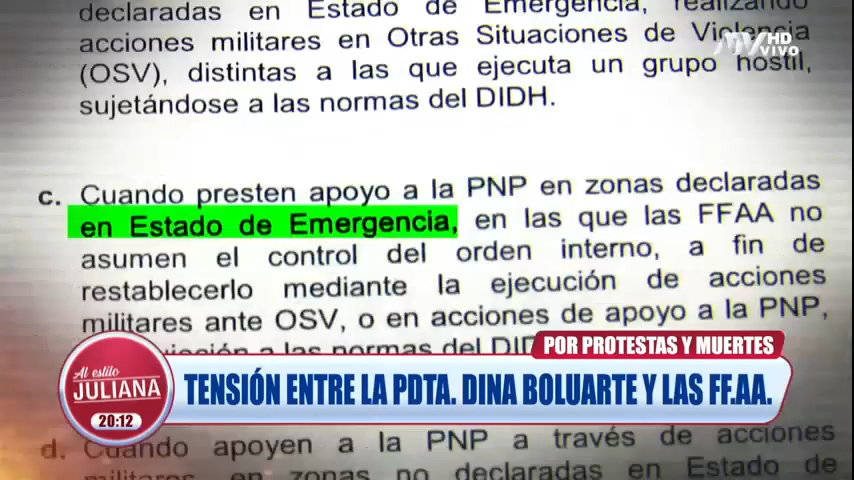 declaradas en Estado de Emergencia, realizando
acciones militares en Otras Situaciones de Violencia
(OSV), distintas a las que ejecuta un grupo hostil,
sujetándose a las normas del DIDH.
MV HD
VIVO
c. Cuando presten apoyo a la PNP en zonas declaradas
en Estado de Emergencia, en las que las FFAA no
asumen el control del orden interno, a fin de
restablecerlo mediante la ejecución de acciones
militares ante OSV, o en acciones de apoyo a la PNP,
a las normas del
POR PROTESTAS Y MUERTES
Al estilo
JULIANA
20:12
TENSIÓN ENTRE LA PDTA. DINA BOLUARTE Y LAS FF.AA.
d. Cuando apoyen a la PNP a través de acciones
militares en zonas no declaradas en Estado de